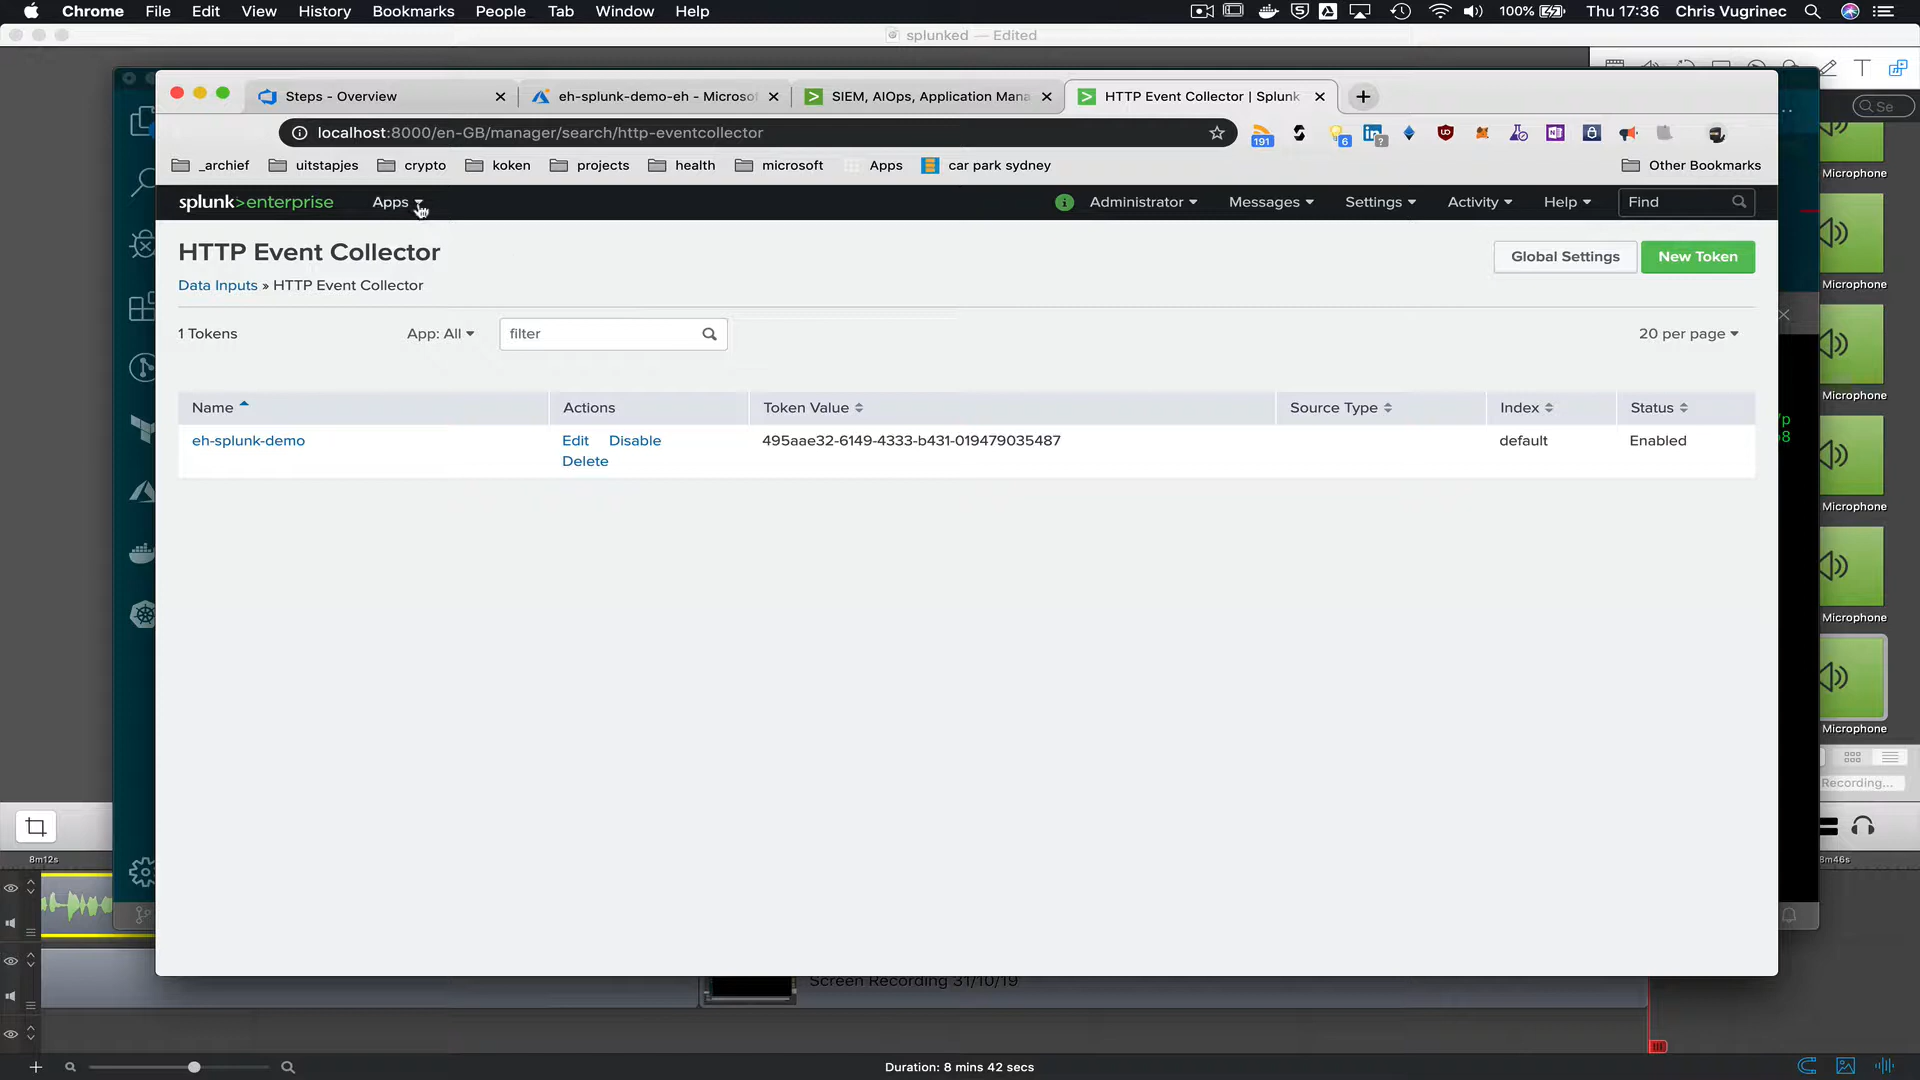 Chrome File Edit View History Bookmarks People Tab Window Help 100% Thu 17:36 Chris Vugrinec
splunked — Edited
Steps - Overview
eh-splunk-demo-eh - Microsof
SIEM, AIOps, Application Mana
HTTP Event Collector | Splunk
localhost:8000/en-GB/manager/search/http-eventcollector
191
6
?
Se
_archief uitstapjes crypto koken projects health microsoft Apps car park sydney Other Bookmarks
splunk>enterprise Apps Administrator Messages Settings Activity Help Find
HTTP Event Collector
Global Settings
New Token
Data Inputs » HTTP Event Collector
1 Tokens App: All filter 20 per page
Name Actions Token Value Source Type Index Status
eh-splunk-demo Edit Disable 495aae32-6149-4333-b431-019479035487 default Enabled
Delete
Microphone
Microphone
Microphone
Microphone
Microphone
Microphone
Recording...
8m12s
8m46s
Screen Recording 31/10/19
Duration: 8 mins 42 secs